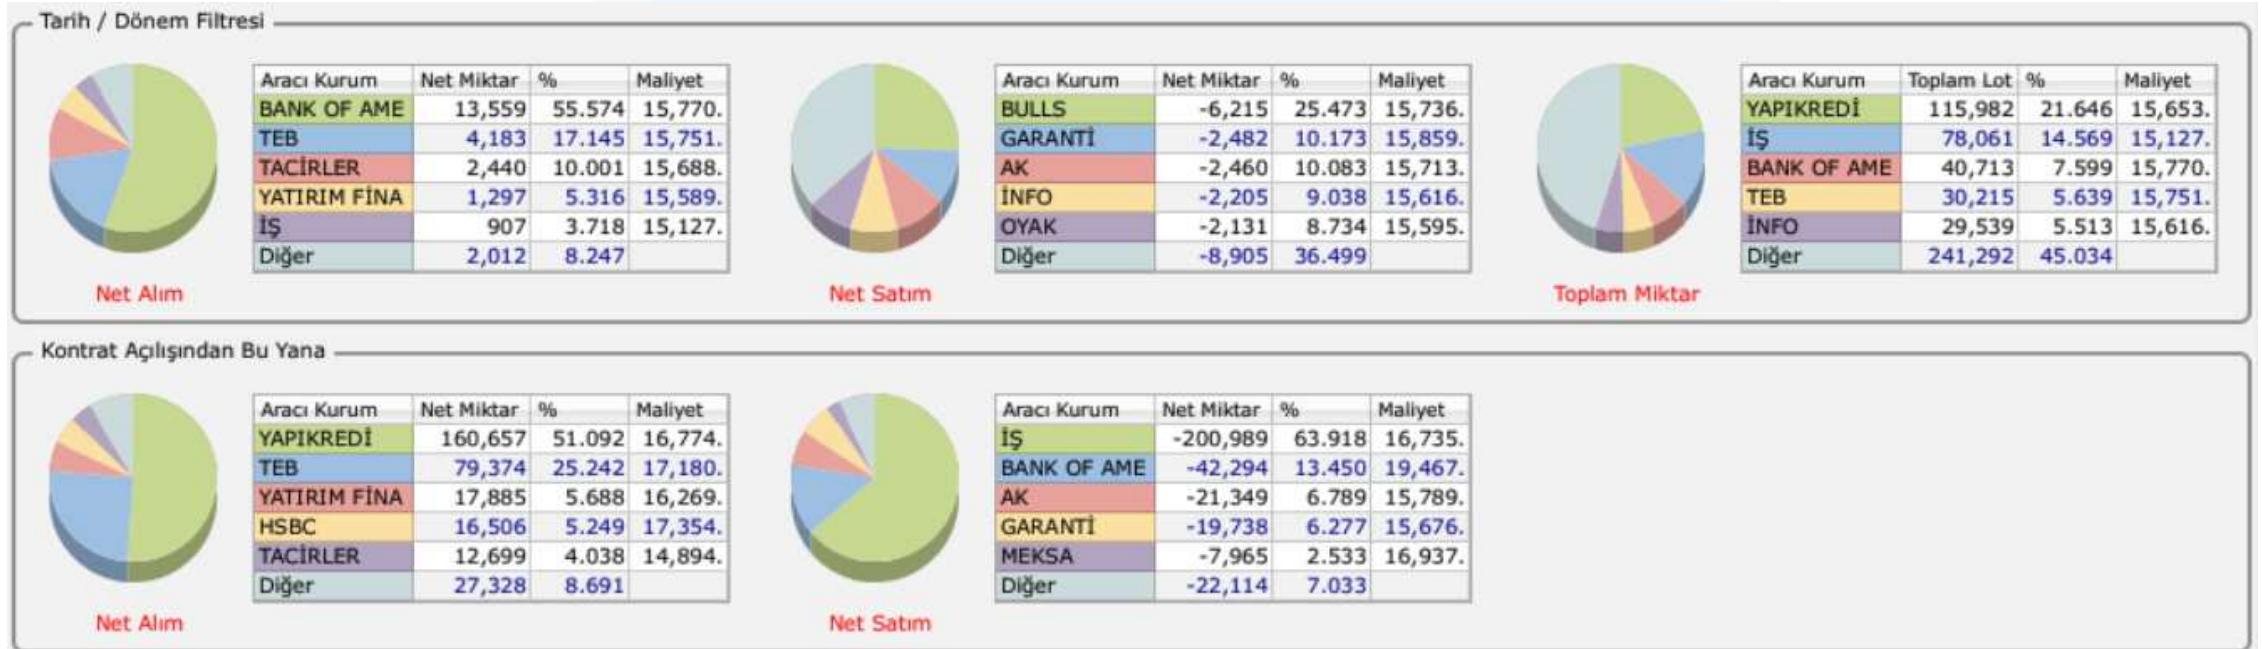 Tarih / Dönem Filtresi
Aracı Kurum Net Miktar % Maliyet
BANK OF AME 13,559 55.574 15,770.
TEB 4,183 17.145 15,751.
TACİRLER 2,440 10.001 15,688.
YATIRIM FİNA 1,297 5.316 15,589.
İŞ 907 3.718 15,127.
Diğer 2,012 8.247
Net Alım
Aracı Kurum Net Miktar % Maliyet
BULLS -6,215 25.473 15,736.
GARANTİ -2,482 10.173 15,859.
AK -2,460 10.083 15,713.
İNFO -2,205 9.038 15,616.
OYAK -2,131 8.734 15,595.
Diğer -8,905 36.499
Net Satım
Aracı Kurum Toplam Lot % Maliyet
YAPIKREDİ 115,982 21.646 15,653.
İŞ 78,061 14.569 15,127.
BANK OF AME 40,713 7.599 15,770.
TEB 30,215 5.639 15,751.
İNFO 29,539 5.513 15,616.
Diğer 241,292 45.034
Toplam Miktar
Kontrat Açılışından Bu Yana
Aracı Kurum Net Miktar % Maliyet
YAPIKREDİ 160,657 51.092 16,774.
TEB 79,374 25.242 17,180.
YATIRIM FİNA 17,885 5.688 16,269.
HSBC 16,506 5.249 17,354.
TACİRLER 12,699 4.038 14,894.
Diğer 27,328 8.691
Net Alım
Aracı Kurum Net Miktar % Maliyet
İŞ -200,989 63.918 16,735.
BANK OF AME -42,294 13.450 19,467.
AK -21,349 6.789 15,789.
GARANTİ -19,738 6.277 15,676.
MEKSA -7,965 2.533 16,937.
Diğer -22,114 7.033
Net Satım